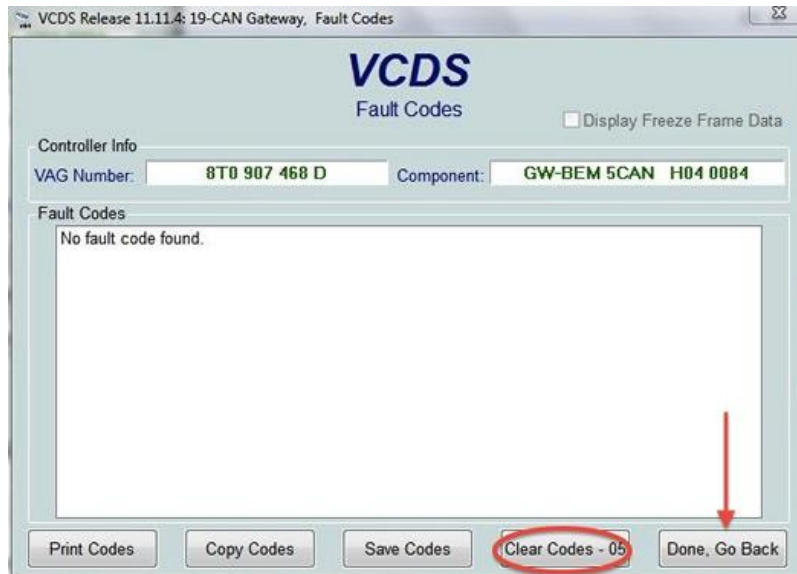 VCDS Release 11.11.4: 19-CAN Gateway, Fault Codes
VCDS
Fault Codes
Display Freeze Frame Data
Controller Info
VAG Number: 8T0 907 468 D Component: GW-BEM 5CAN H04 0084
Fault Codes
No fault code found.
Print Codes Copy Codes Save Codes Clear Codes - 05 Done, Go Back